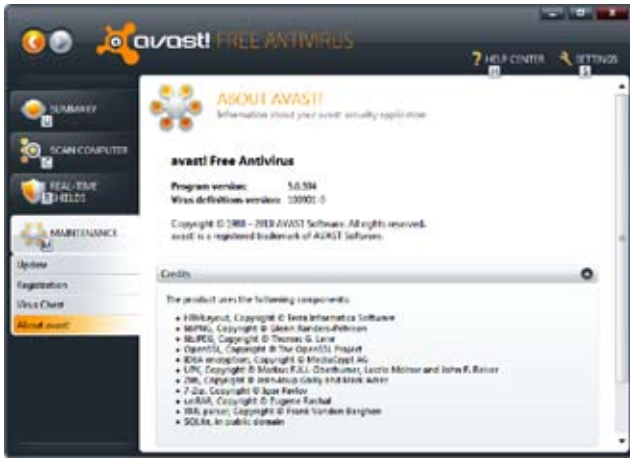 avast! FREE ANTIVIRUS
HELP CENTER
H
SETTINGS
S
SUMMARY
U
SCAN COMPUTER
C
REAL-TIME
SHIELDS
MAINTENANCE
M
Update
Registration
Virus Chest
About avast!
ABOUT AVAST!
Information about your avast! security application
avast! Free Antivirus
Program version: 5.0.594
Virus definitions version: 100901-0
Copyright © 1988 - 2010 AVAST Software. All rights reserved.
avast! is a registered trademark of AVAST Software.
Credits
The product uses the following components:
HTMLayout, Copyright © Terra Informatica Software
libPNG, Copyright © Glenn Randers-Pehrson
libJPEG, Copyright © Thomas G. Lane
OpenSSL, Copyright © The OpenSSL Project
IDEA encryption, Copyright © MediaCrypt AG
UPX, Copyright © Markus F.X.J. Oberhumer, Laszlo Molnar and John F. Reiser
Zlib, Copyright © Jean-loup Gailly and Mark Adler
7-Zip, Copyright © Igor Pavlov
unRAR, Copyright © Eugene Roshal
XML parser, Copyright © Frank Vanden Berghen
SQLite, in public domain